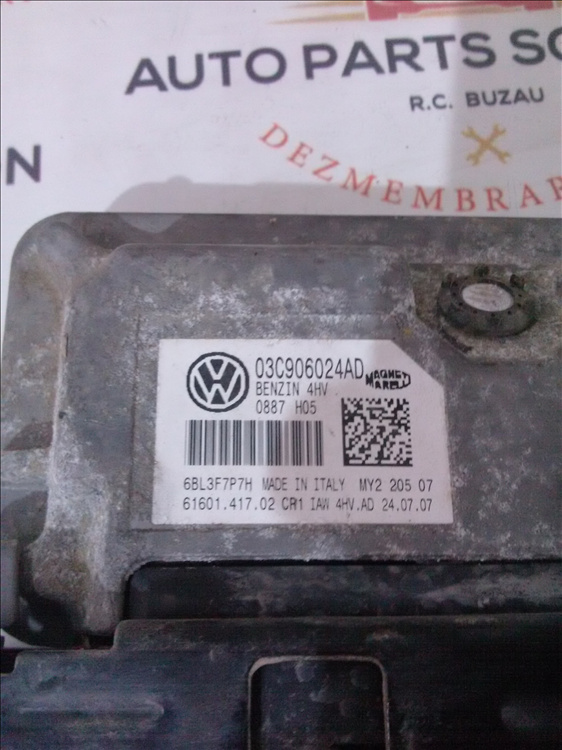 AUTO PARTS SO
R.C. BUZAU
ON
DEZMEMBRAR
03C906024AD
MAGNETI MARELLI
BENZIN 4HV
0887 H05
6BL3F7P7H MADE IN ITALY MY2 205 07
61601.417.02 CR1 IAW 4HV.AD 24.07.07